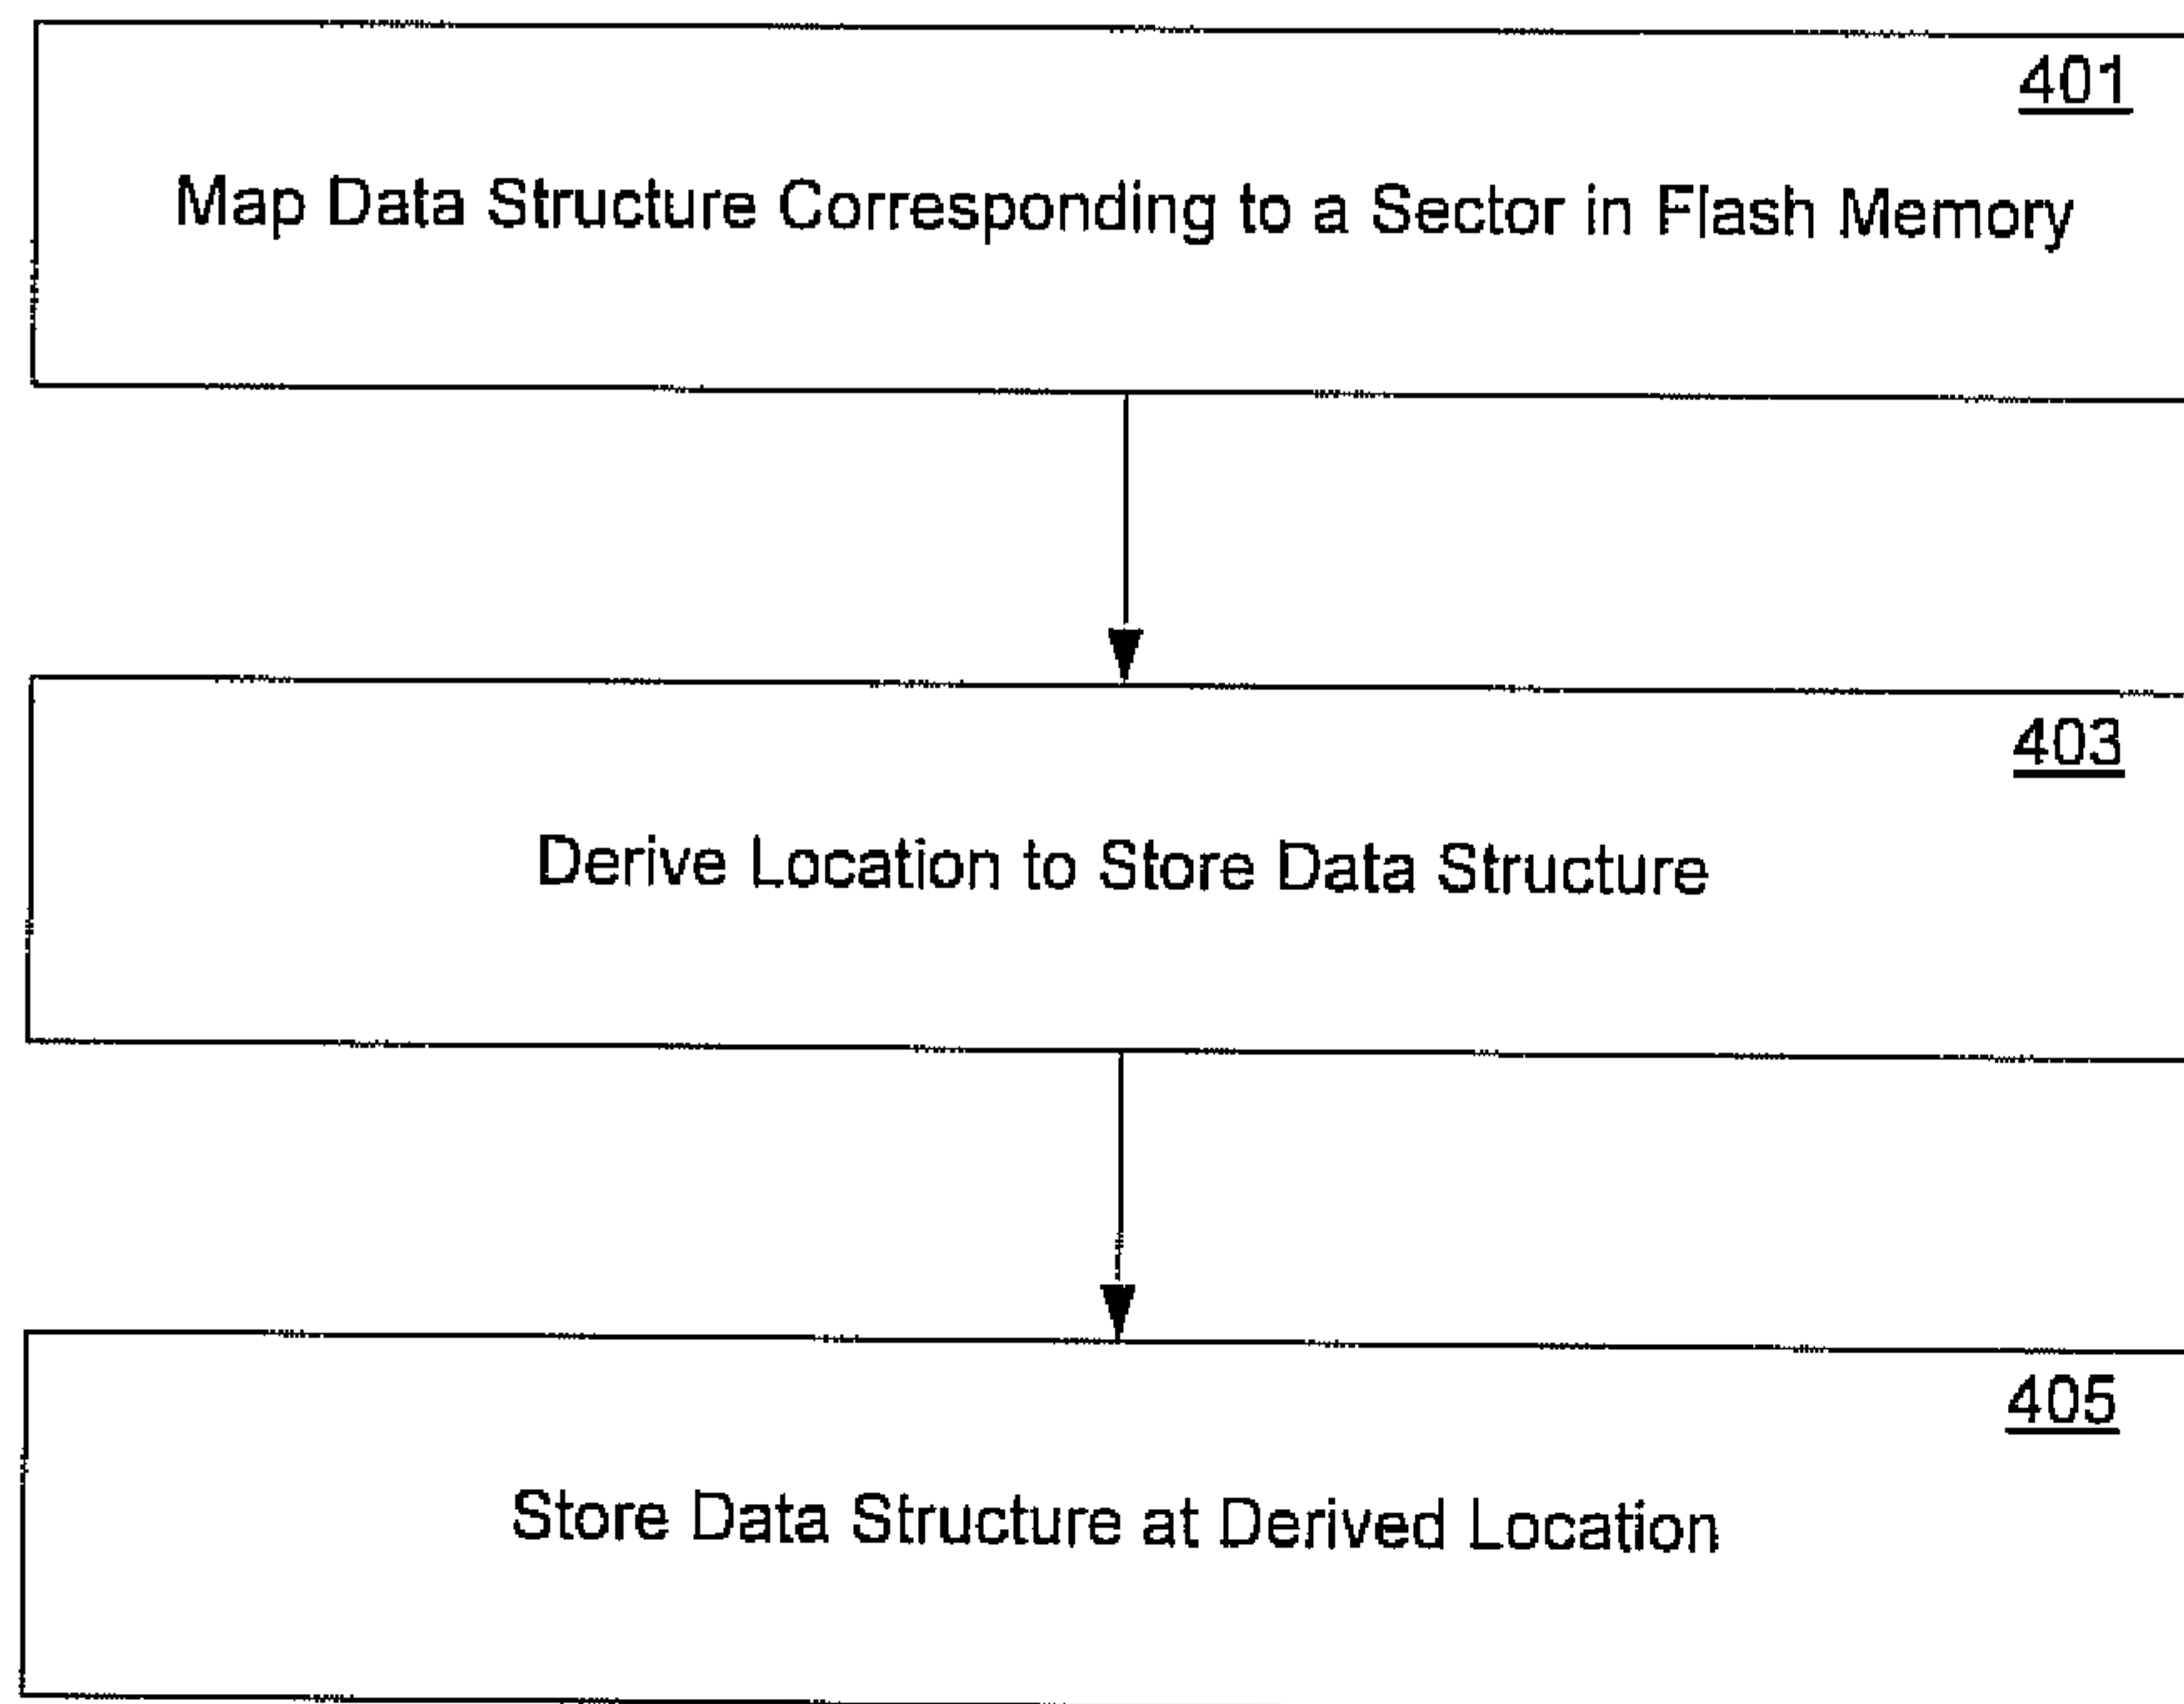 401
Map Data Structure Corresponding to a Sector in Flash Memory
403
Derive Location to Store Data Structure
405
Store Data Structure at Derived Location